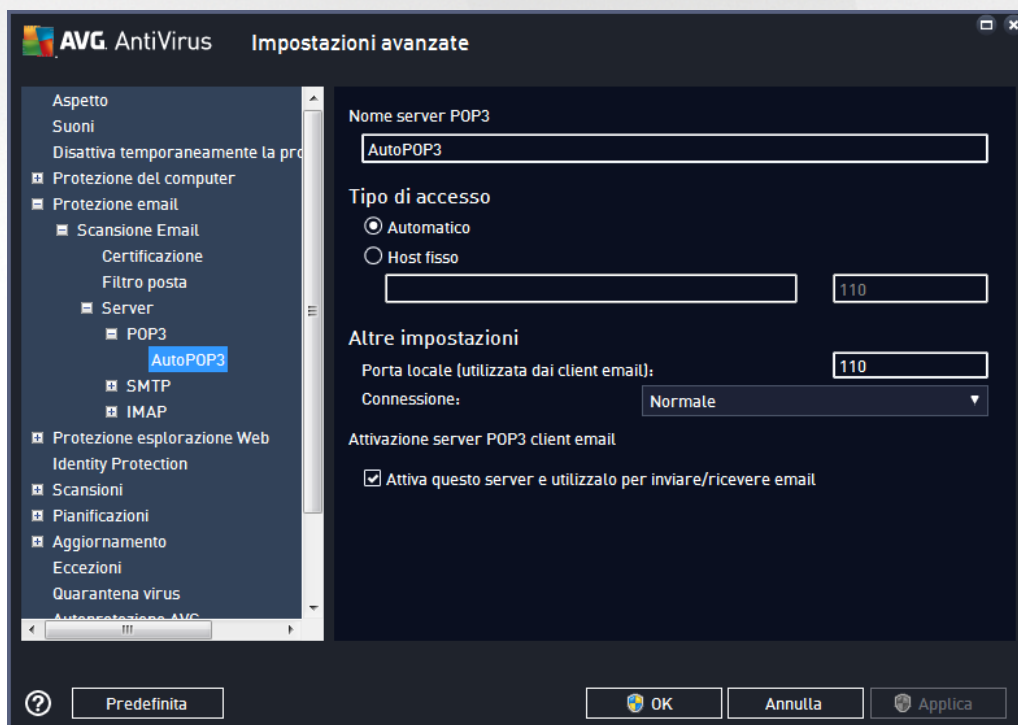 AVG. AntiVirus Impostazioni avanzate
Aspetto
Suoni
Disattiva temporaneamente la pro
Protezione del computer
Protezione email
Scansione Email
Certificazione
Filtro posta
Server
POP3
AutoPOP3
SMTP
IMAP
Protezione esplorazione Web
Identity Protection
Scansioni
Pianificazioni
Aggiornamento
Eccezioni
Quarantena virus
Autoprotezione AVG
Nome server POP3
AutoPOP3
Tipo di accesso
Automatico
Host fisso
110
Altre impostazioni
Porta locale (utilizzata dai client email): 110
Connessione: Normale
Attivazione server POP3 client email
Attiva questo server e utilizzalo per inviare/ricevere email
Predefinita OK Annulla Applica